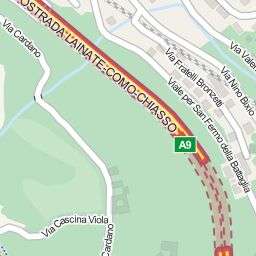 Via Cardano
OSTRADA LAINATE-COMO-CHIASSO
Via Fratelli Bronzetti
Via Nino Bixio
Via Valer
Viale per San Fermo della Battaglia
A9
Via Cascina Viola
Cardano